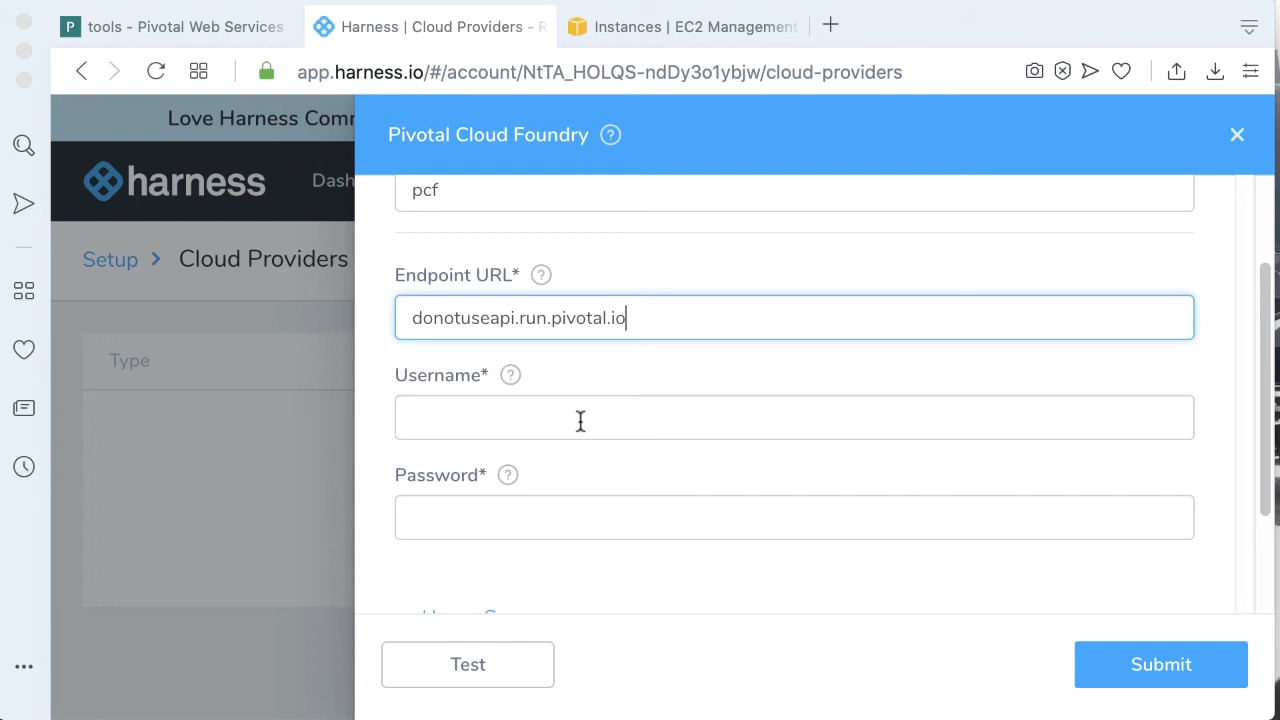 tools - Pivotal Web Services
Harness | Cloud Providers - R
Instances | EC2 Management
app.harness.io/#/account/NtTA_HOLQS-ndDy3o1ybjw/cloud-providers
Love Harness Comr
harness
Dash
Setup
Cloud Providers
Type
Pivotal Cloud Foundry
pcf
Endpoint URL*
donotuseapi.run.pivotal.io
Username*
Password*
Test
Submit